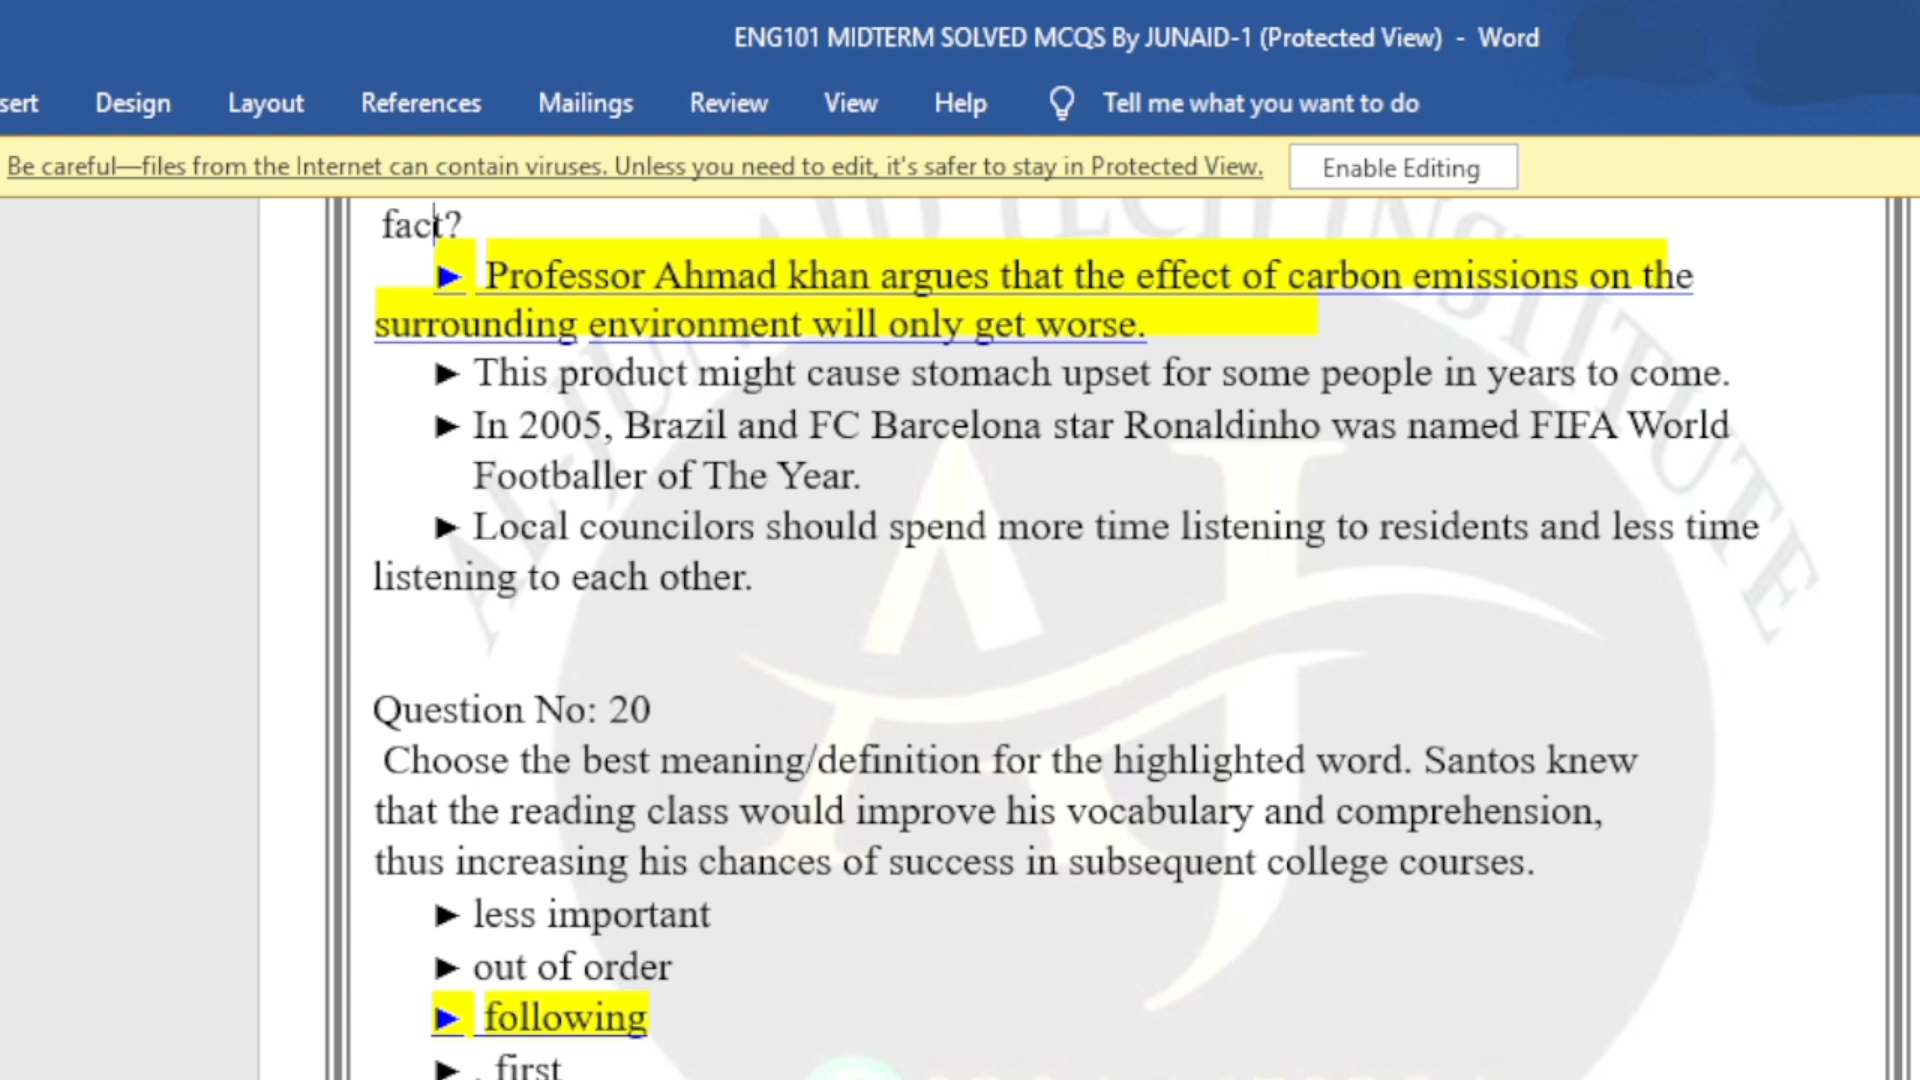 ENG101 MIDTERM SOLVED MCQS By JUNAID-1 (Protected View) - Word
sert Design Layout References Mailings Review View Help Tell me what you want to do
Be careful—files from the Internet can contain viruses. Unless you need to edit, it's safer to stay in Protected View. Enable Editing
fact?
► Professor Ahmad khan argues that the effect of carbon emissions on the
surrounding environment will only get worse.
► This product might cause stomach upset for some people in years to come.
► In 2005, Brazil and FC Barcelona star Ronaldinho was named FIFA World
Footballer of The Year.
► Local councilors should spend more time listening to residents and less time
listening to each other.
Question No: 20
Choose the best meaning/definition for the highlighted word. Santos knew
that the reading class would improve his vocabulary and comprehension,
thus increasing his chances of success in subsequent college courses.
► less important
► out of order
► following
► . first
AL-JUNAID TECH INSTITUTE